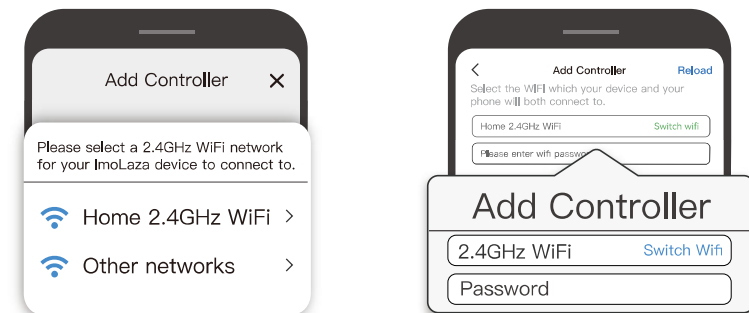 Add Controller
Please select a 2.4GHz WiFi network
for your ImoLaza device to connect to.
Home 2.4GHz WiFi
Other networks
Add Controller Reload
Select the WIFI which your device and your
phone will both connect to.
Home 2.4GHz WiFi Switch wifi
Please enter wifi passwo
Add Controller
2.4GHz WiFi Switch Wifi
Password